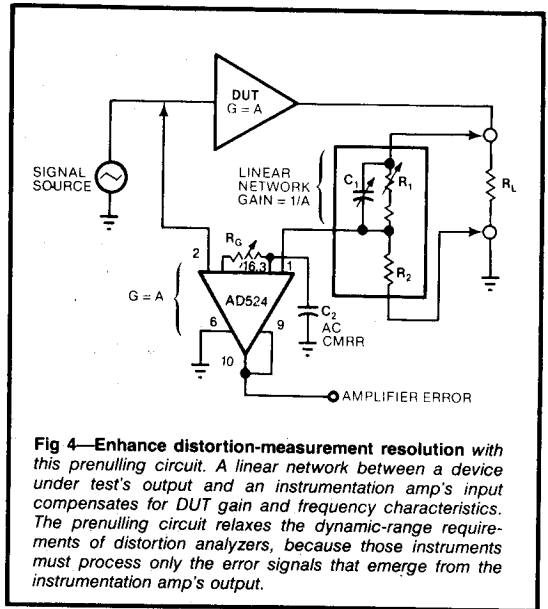 DUT
G = A
SIGNAL
SOURCE
LINEAR
NETWORK
GAIN = 1/A
C1
R1
RL
R2
RG
2
16.3
1
G = A
AD524
6
9
10
C2
AC
CMRR
AMPLIFIER ERROR
Fig 4—Enhance distortion-measurement resolution with
this prenulling circuit. A linear network between a device
under test's output and an instrumentation amp's input
compensates for DUT gain and frequency characteristics.
The prenulling circuit relaxes the dynamic-range require-
ments of distortion analyzers, because those instruments
must process only the error signals that emerge from the
instrumentation amp's output.